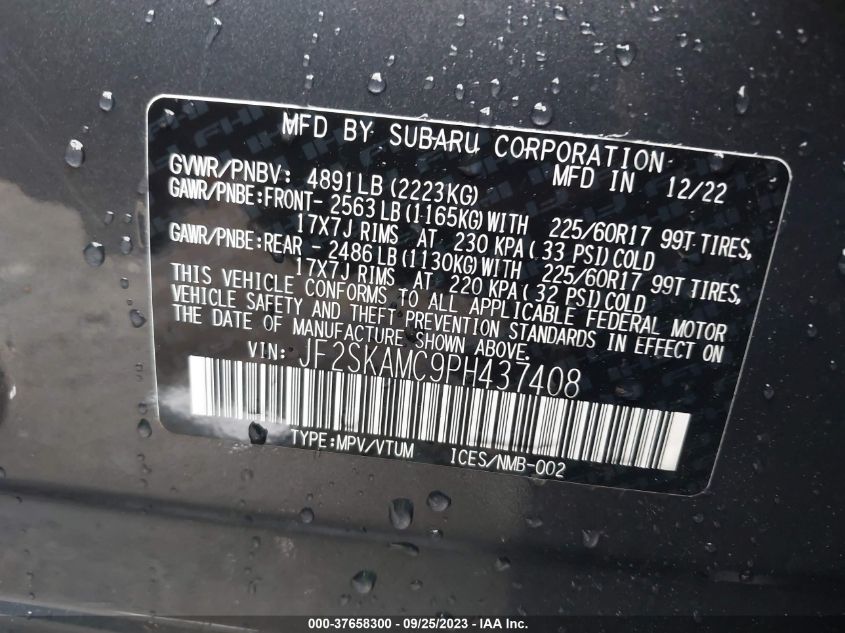 MFD BY SUBARU CORPORATION
GVWR/PNBV: 4891LB(2223KG) MFD IN 12/22
GAWR/PNBE:FRONT- 2563LB(1165KG)WITH 225/60R17 99T TIRES,
17X7J RIMS AT 230 KPA( 33 PSI)COLD
GAWR/PNBE:REAR - 2486LB(1130KG)WITH 225/60R17 99T TIRES,
17X7J RIMS AT 220 KPA( 32 PSI)COLD
THIS VEHICLE CONFORMS TO ALL APPLICABLE FEDERAL MOTOR
VEHICLE SAFETY AND THEFT PREVENTION STANDARDS IN EFFECT ON
THE DATE OF MANUFACTURE SHOWN ABOVE.
VIN: JF2SKAMC9PH437408
TYPE:MPV/VTUM ICES/NMB-002
000-37658300 - 09/25/2023 - IAAI.com